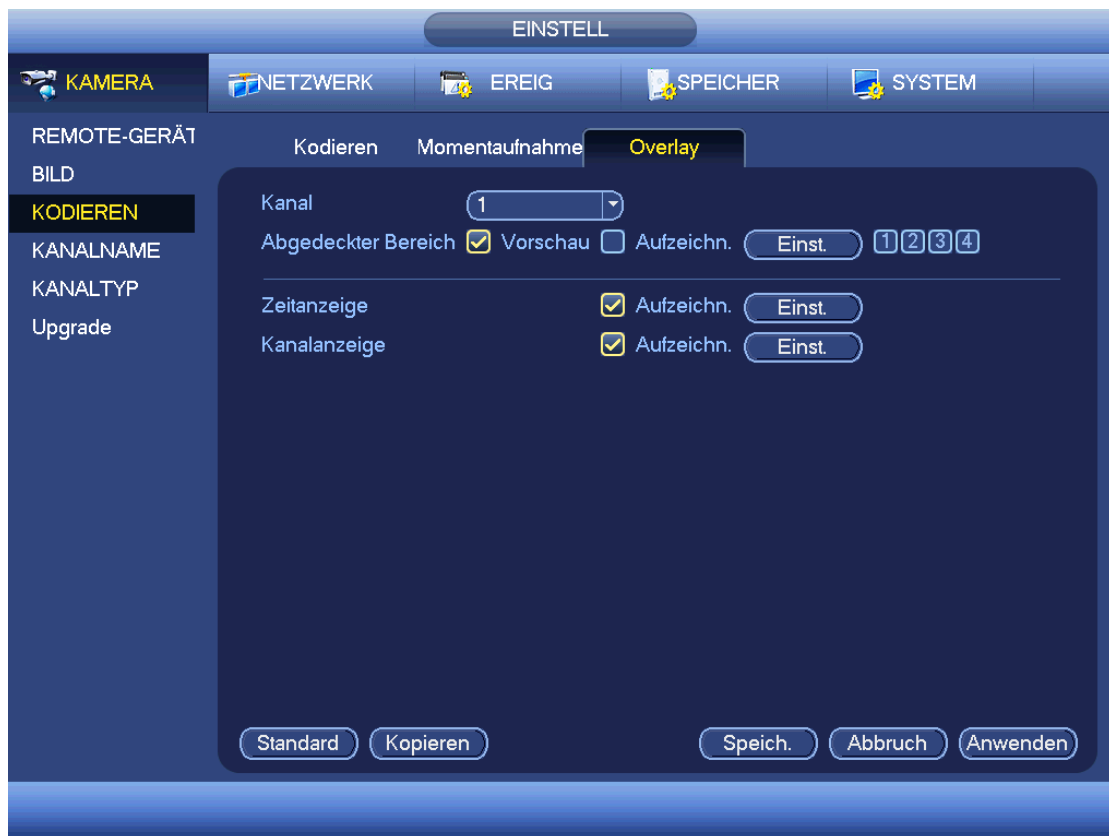 EINSTELL
KAMERA NETZWERK EREIG SPEICHER SYSTEM
REMOTE-GERÄT
BILD
KODIEREN
KANALNAME
KANALTYP
Upgrade
Kodieren Momentaufnahme Overlay
Kanal 1
Abgedeckter Bereich Vorschau Aufzeichn. Einst. 1 2 3 4
Zeitanzeige Aufzeichn. Einst.
Kanalanzeige Aufzeichn. Einst.
Standard Kopieren Speich. Abbruch Anwenden